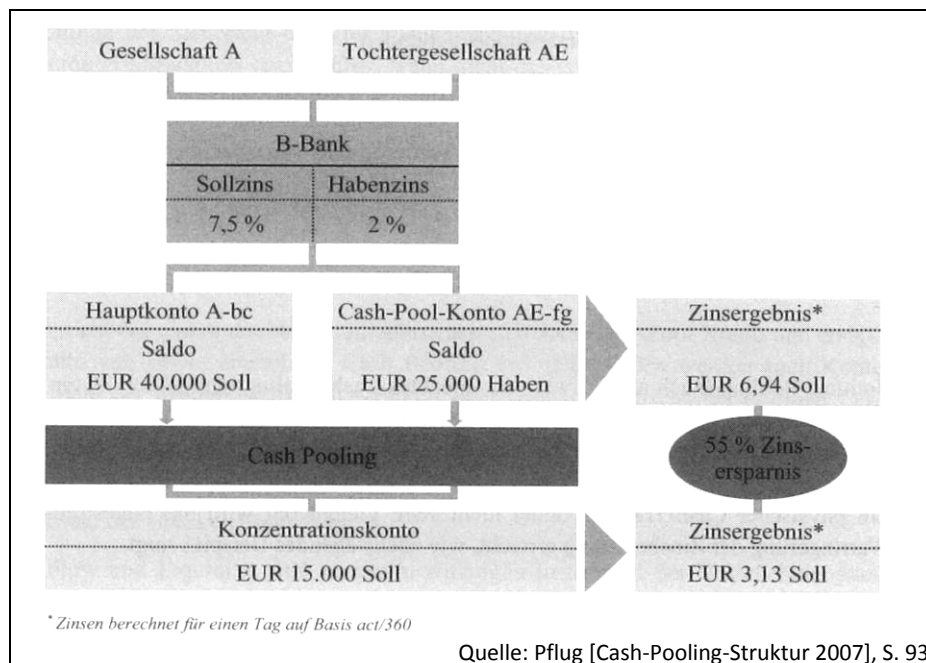 Gesellschaft A
Tochtergesellschaft AE
B-Bank
Sollzins
Habenzins
7,5 %
2 %
Hauptkonto A-bc
Cash-Pool-Konto AE-fg
Zinsergebnis*
Saldo
Saldo
EUR 40.000 Soll
EUR 25.000 Haben
EUR 6,94 Soll
Cash Pooling
55 % Zins-
ersparnis
Konzentrationskonto
Zinsergebnis*
EUR 15.000 Soll
EUR 3,13 Soll
* Zinsen berechnet für einen Tag auf Basis act/360
Quelle: Pflug [Cash-Pooling-Struktur 2007], S. 93